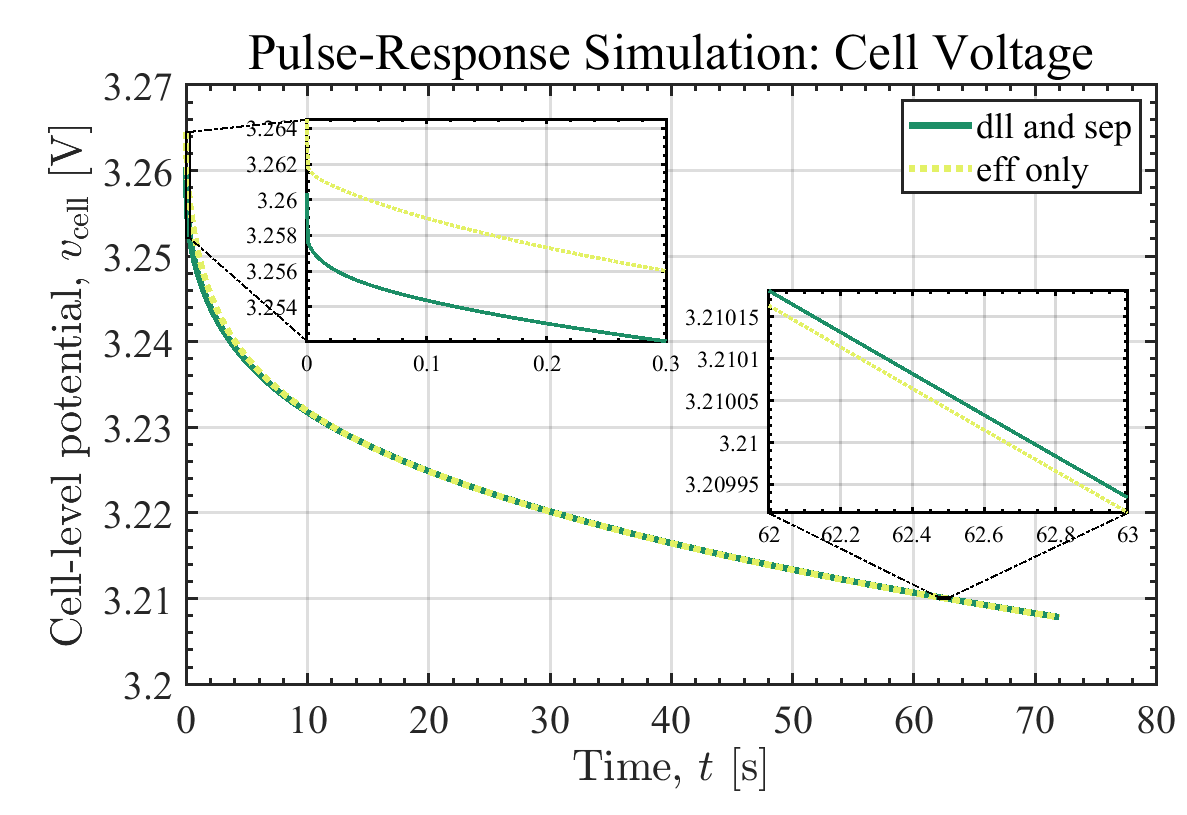 Pulse-Response Simulation: Cell Voltage
Cell-level potential, v_cell [V]
3.27
3.26
3.25
3.24
3.23
3.22
3.21
3.2
dll and sep
eff only
3.264
3.262
3.26
3.258
3.256
3.254
0 0.1 0.2 0.3
3.21015
3.2101
3.21005
3.21
3.20995
62 62.2 62.4 62.6 62.8 63
0 10 20 30 40 50 60 70 80
Time, t [s]